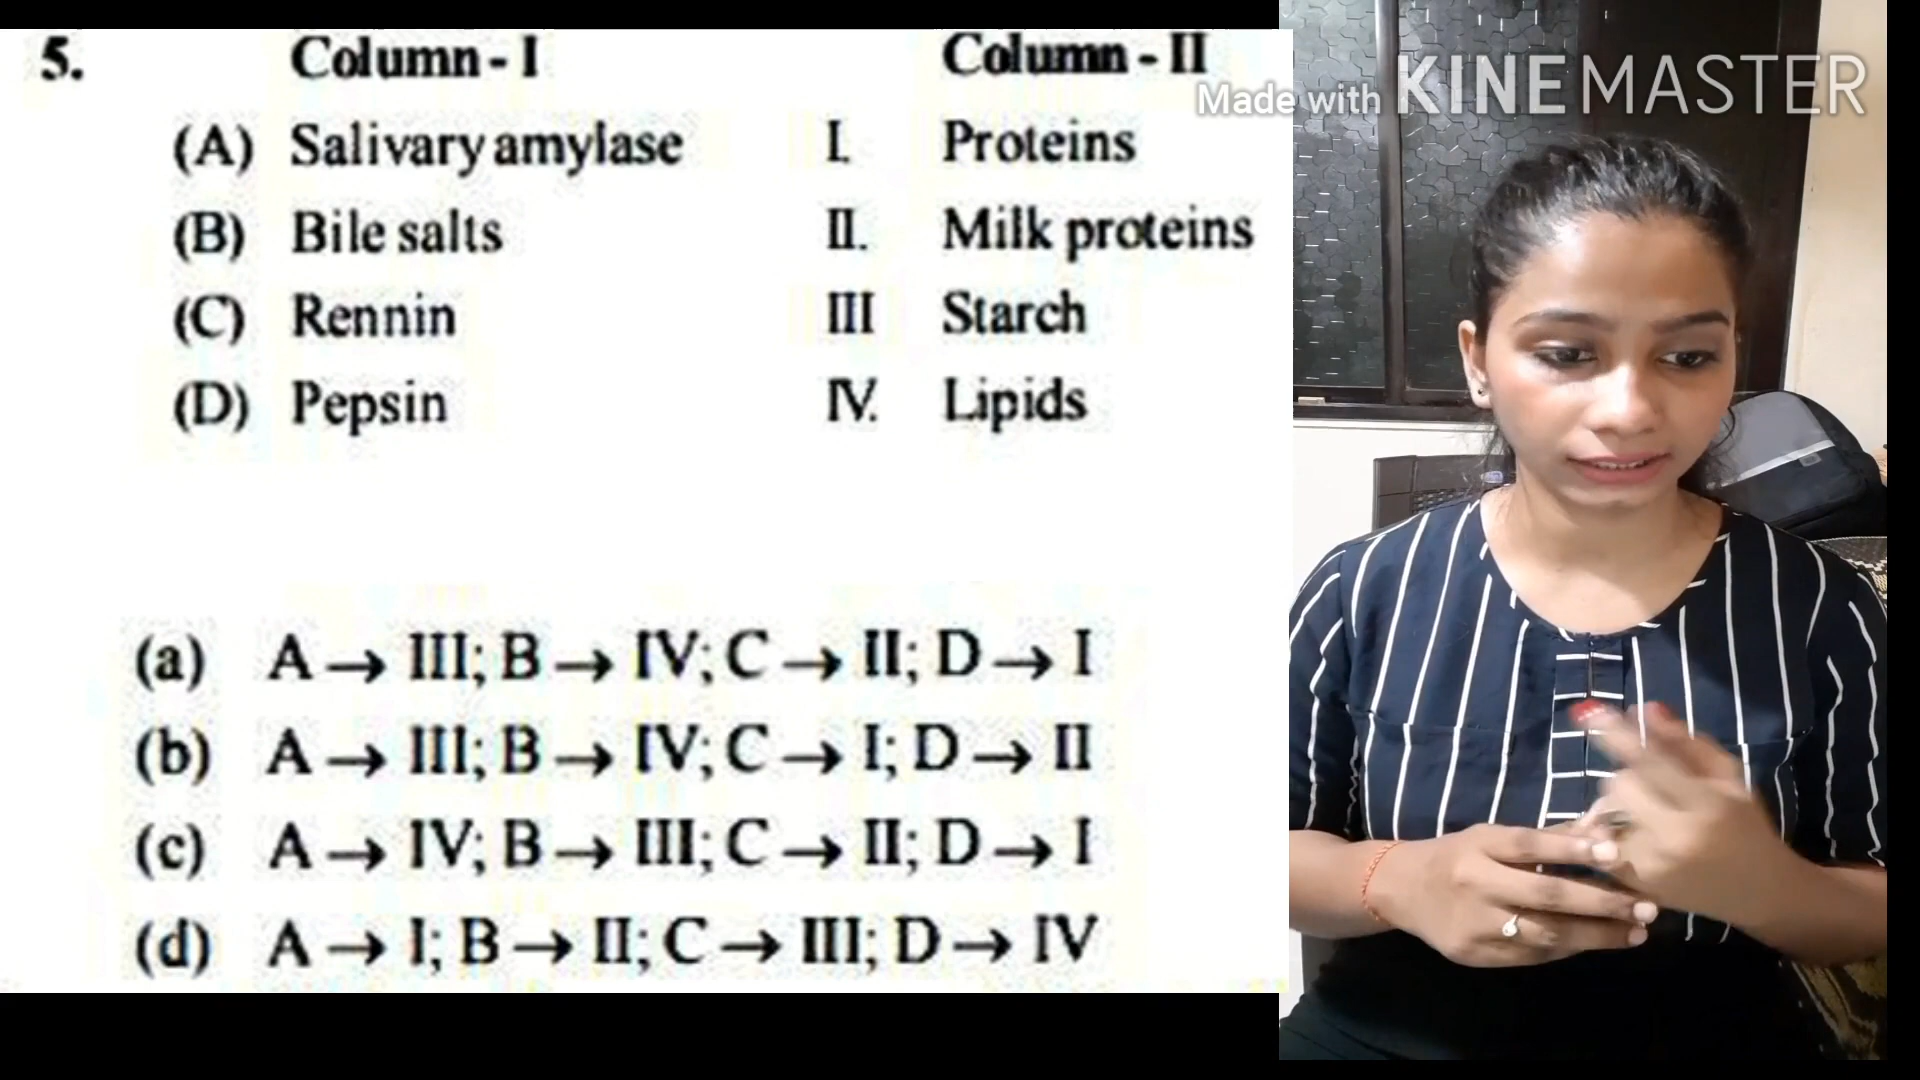 5. Column - I Column - II
(A) Salivary amylase I. Proteins
(B) Bile salts II. Milk proteins
(C) Rennin III Starch
(D) Pepsin IV. Lipids
(a) A → III; B → IV; C → II; D → I
(b) A → III; B → IV; C → I; D → II
(c) A → IV; B → III; C → II; D → I
(d) A → I; B → II; C → III; D → IV
Made with KINEMASTER